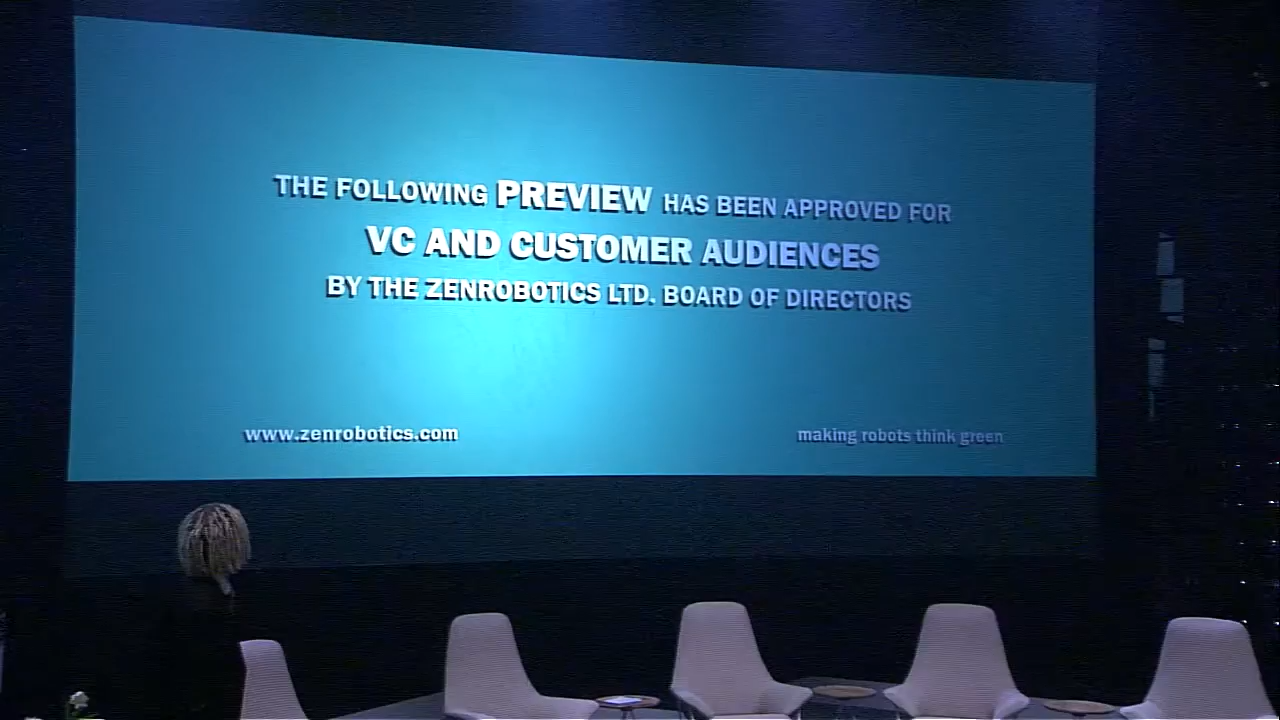 THE FOLLOWING PREVIEW HAS BEEN APPROVED FOR
VC AND CUSTOMER AUDIENCES
BY THE ZENROBOTICS LTD. BOARD OF DIRECTORS
www.zenrobotics.com
making robots think green